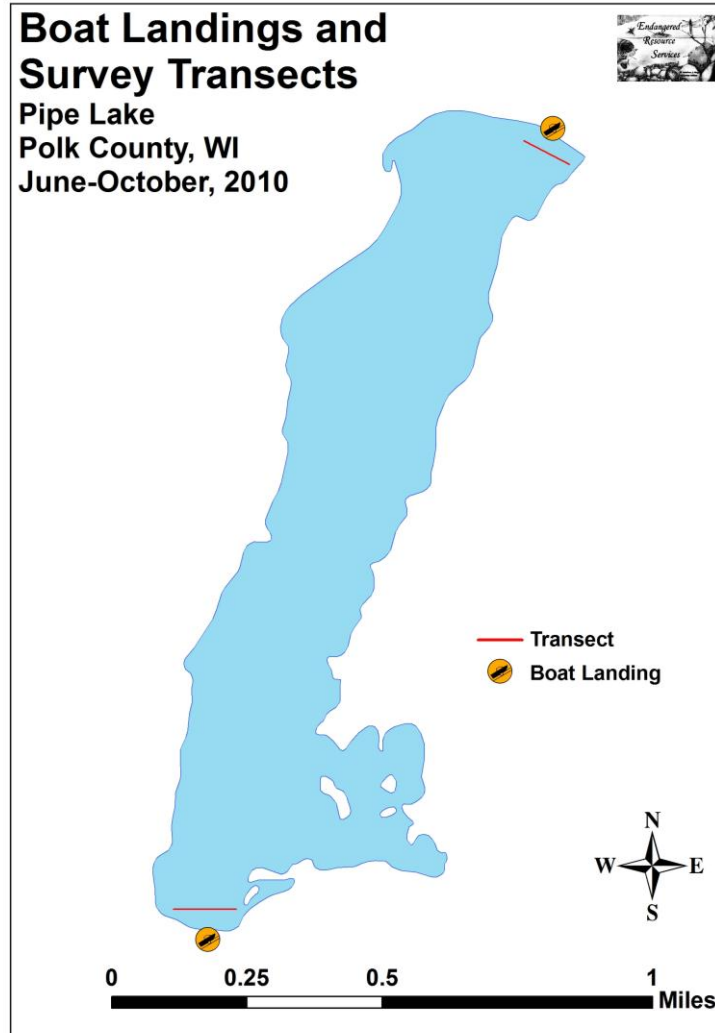 Boat Landings and
Survey Transects
Pipe Lake
Polk County, WI
June-October, 2010
Endangered
Resource
Services
Transect
Boat Landing
N
W E
S
0 0.25 0.5 1
Miles